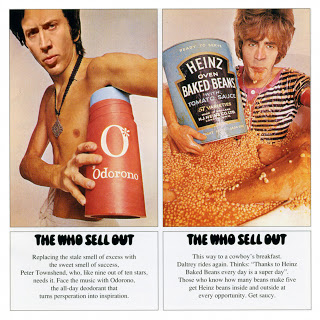 O
Odorono
READY TO SERVE
HEINZ
OVEN
BAKED BEANS
WITH
TOMATO SAUCE
57 VARIETIES
THE WHO SELL OUT
Replacing the stale smell of excess with
the sweet smell of success,
Peter Townshend, who, like nine out of ten stars,
needs it. Face the music with Odorono,
the all-day deodorant that
turns perspiration into inspiration.
THE WHO SELL OUT
This way to a cowboy's breakfast.
Daltrey rides again. Thinks: "Thanks to Heinz
Baked Beans every day is a super day".
Those who know how many beans make five
get Heinz beans inside and outside at
every opportunity. Get saucy.